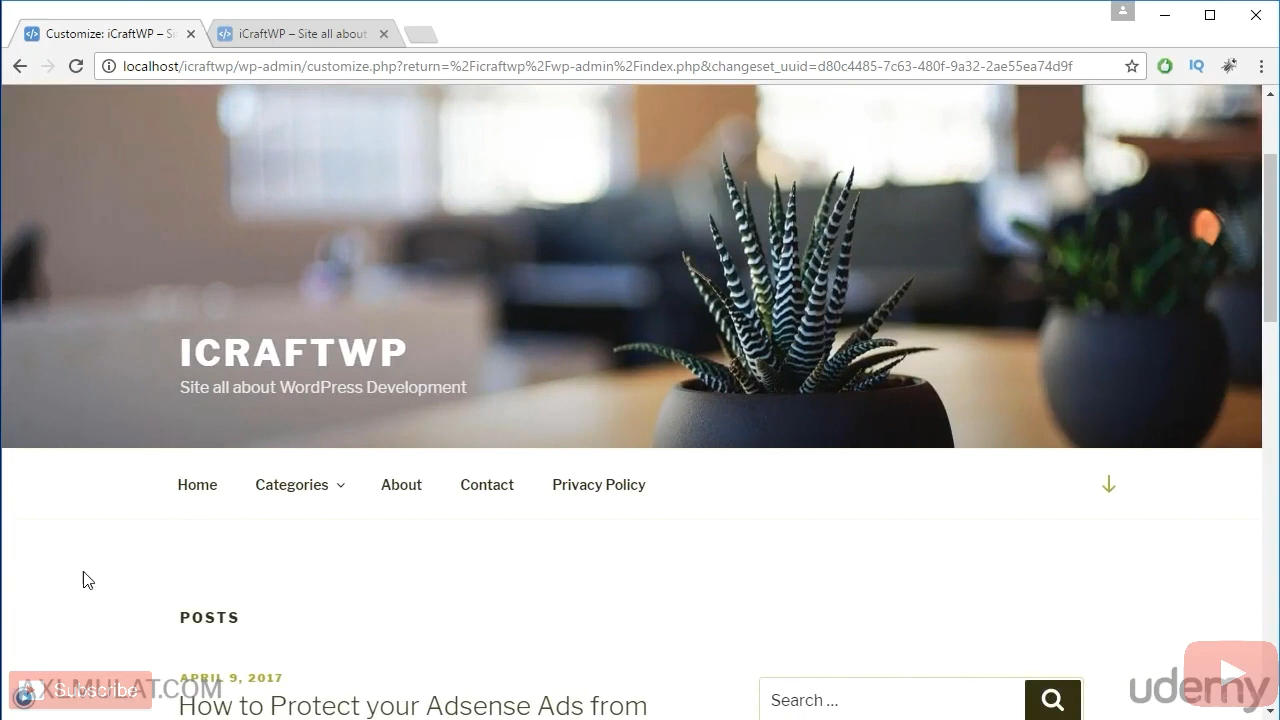 Customize: iCraftWP – Si
iCraftWP – Site all about
localhost/icraftwp/wp-admin/customize.php?return=%2Ficraftwp%2Fwp-admin%2Findex.php&changeset_uuid=d80c4485-7c63-480f-9a32-2ae55ea74d9f
IQ
ICRAFTWP
Site all about WordPress Development
Home Categories About Contact Privacy Policy
POSTS
APRIL 9, 2017
Subscribe
How to Protect your Adsense Ads from
Search ...
udemy